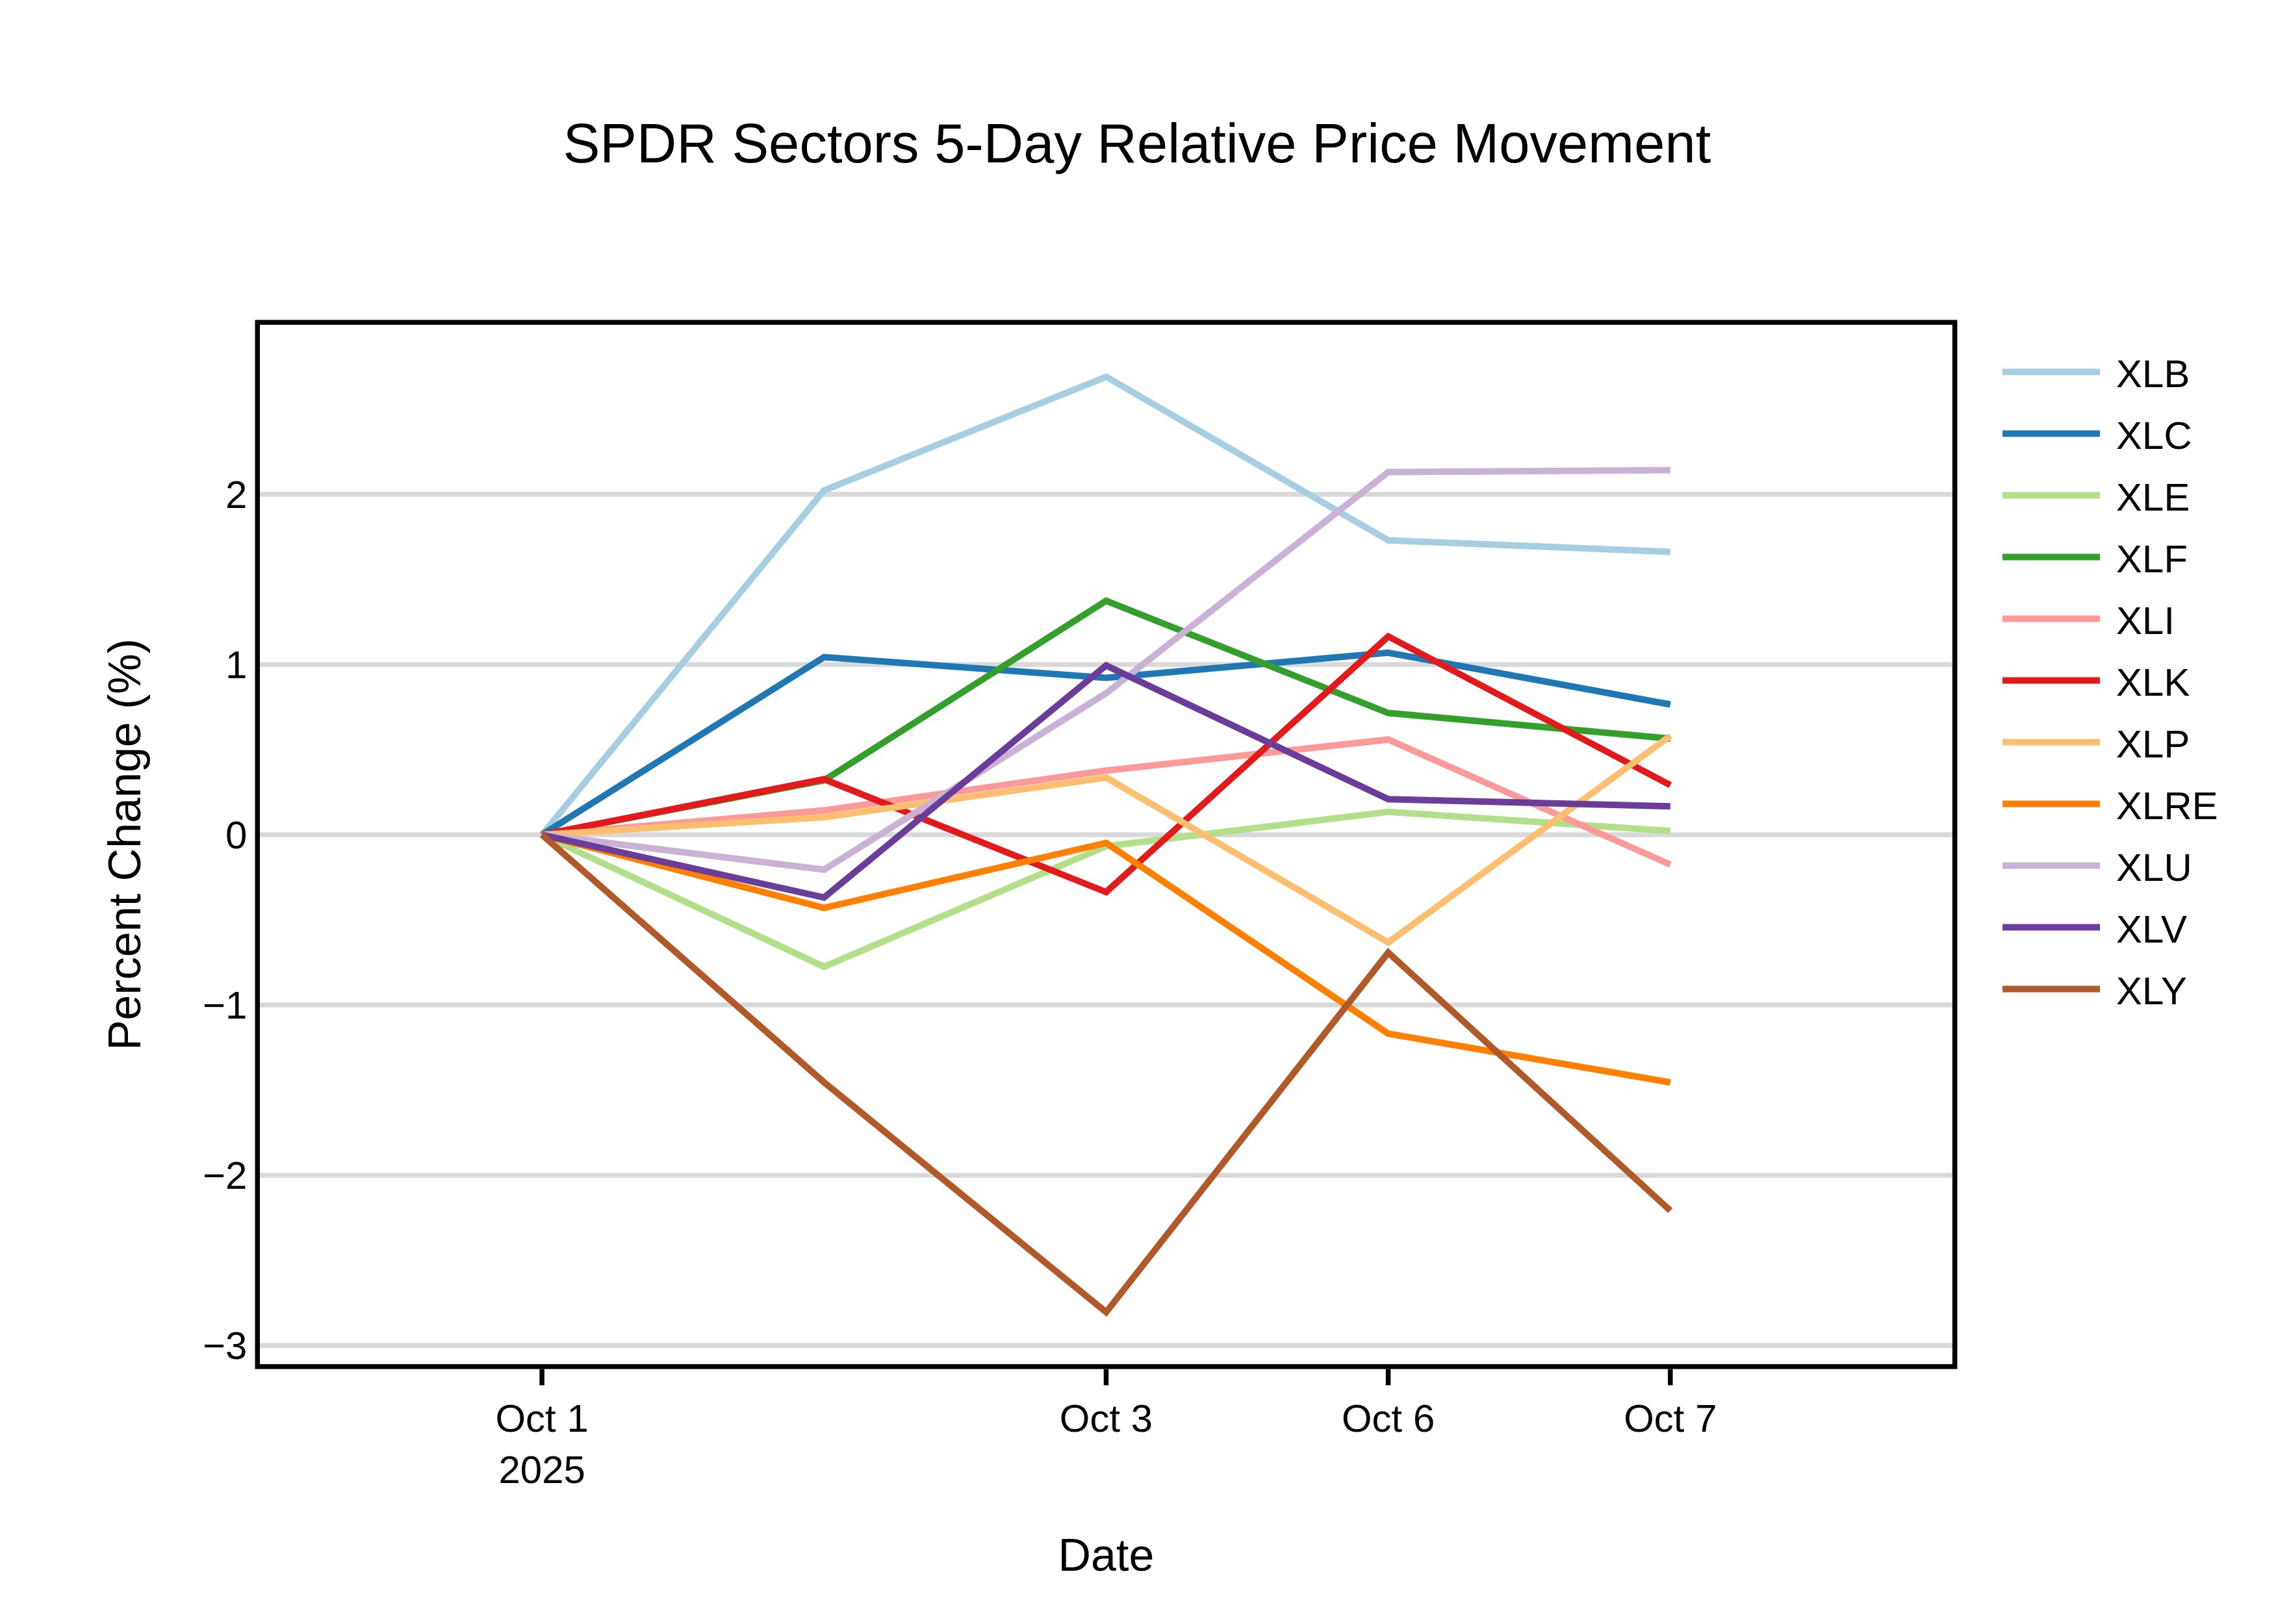 SPDR Sectors 5-Day Relative Price Movement
Percent Change (%)
2
1
0
−1
−2
−3
Oct 1
2025
Oct 3
Oct 6
Oct 7
Date
XLB
XLC
XLE
XLF
XLI
XLK
XLP
XLRE
XLU
XLV
XLY